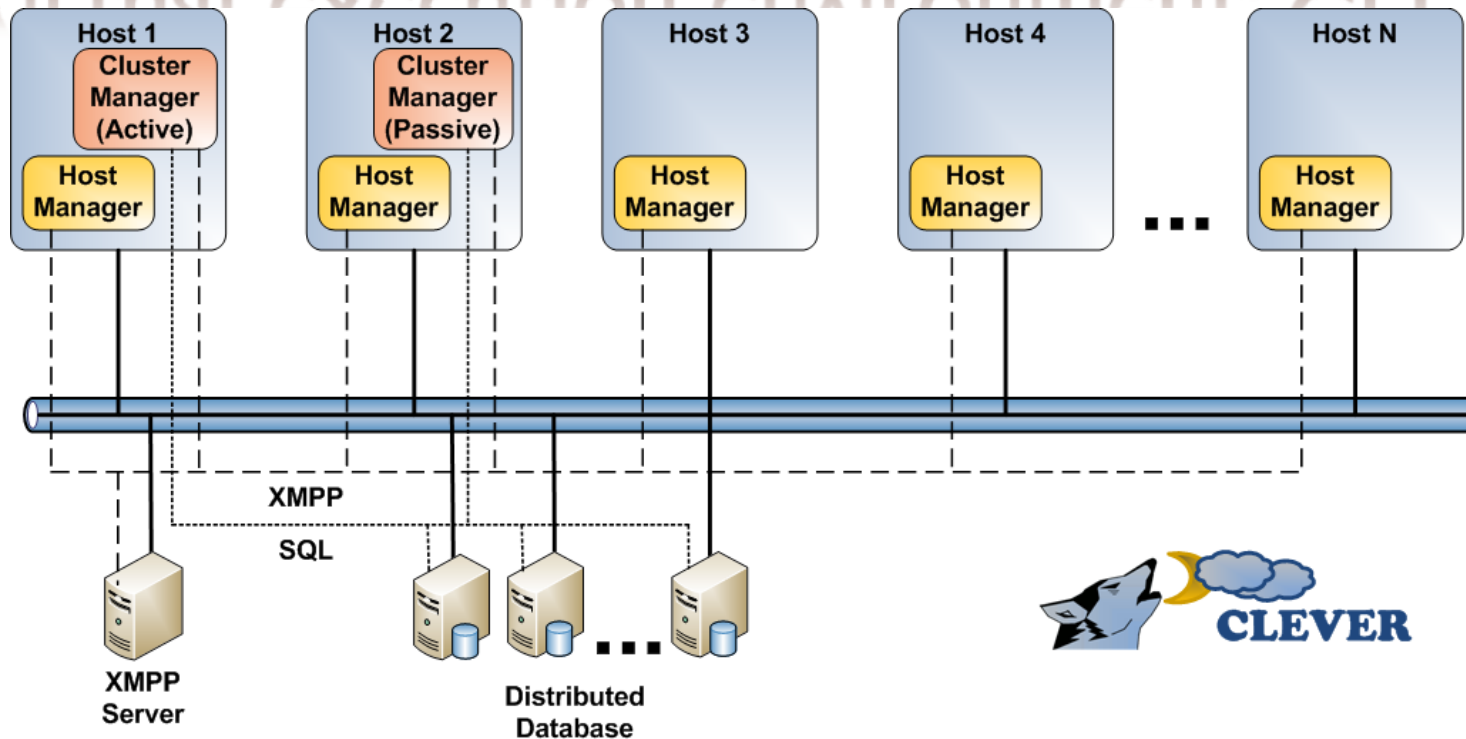 Host 1
Host 2
Host 3
Host 4
Host N
Cluster
Manager
(Active)
Cluster
Manager
(Passive)
Host
Manager
Host
Manager
Host
Manager
Host
Manager
Host
Manager
XMPP
SQL
CLEVER
XMPP
Server
Distributed
Database